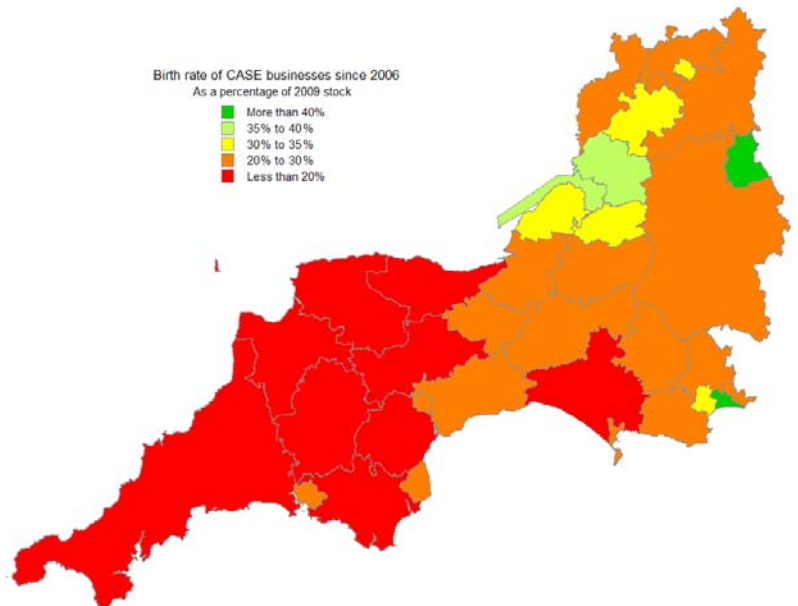 Birth rate of CASE businesses since 2006
As a percentage of 2009 stock
More than 40%
35% to 40%
30% to 35%
20% to 30%
Less than 20%